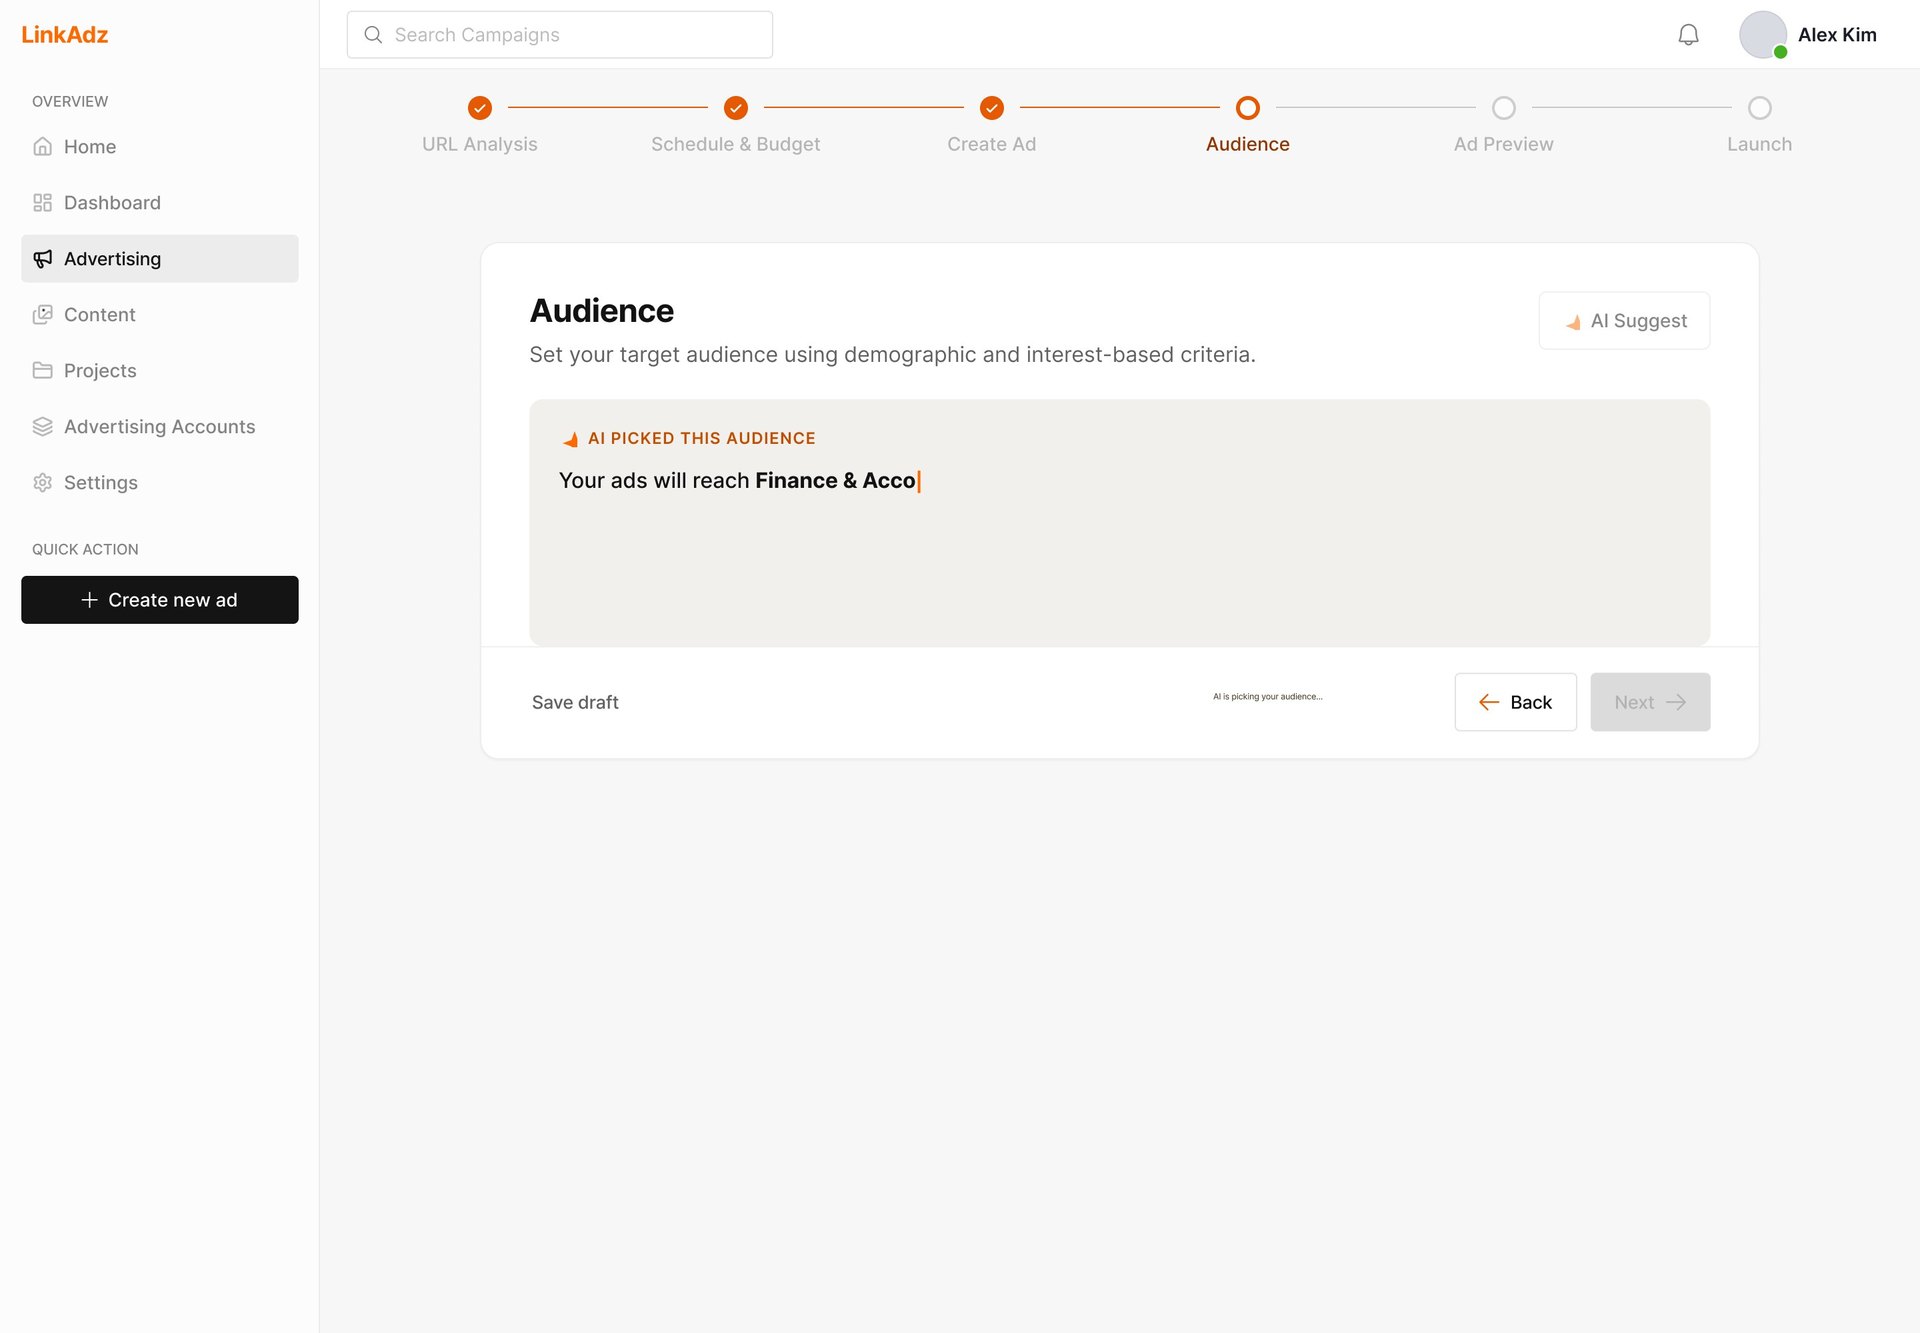 LinkAdz
Search Campaigns
Alex Kim
OVERVIEW
Home
Dashboard
Advertising
Content
Projects
Advertising Accounts
Settings
QUICK ACTION
Create new ad
URL Analysis
Schedule & Budget
Create Ad
Audience
Ad Preview
Launch
Audience
Set your target audience using demographic and interest-based criteria.
AI Suggest
AI PICKED THIS AUDIENCE
Your ads will reach Finance & Acco
Save draft
AI is picking your audience...
Back
Next